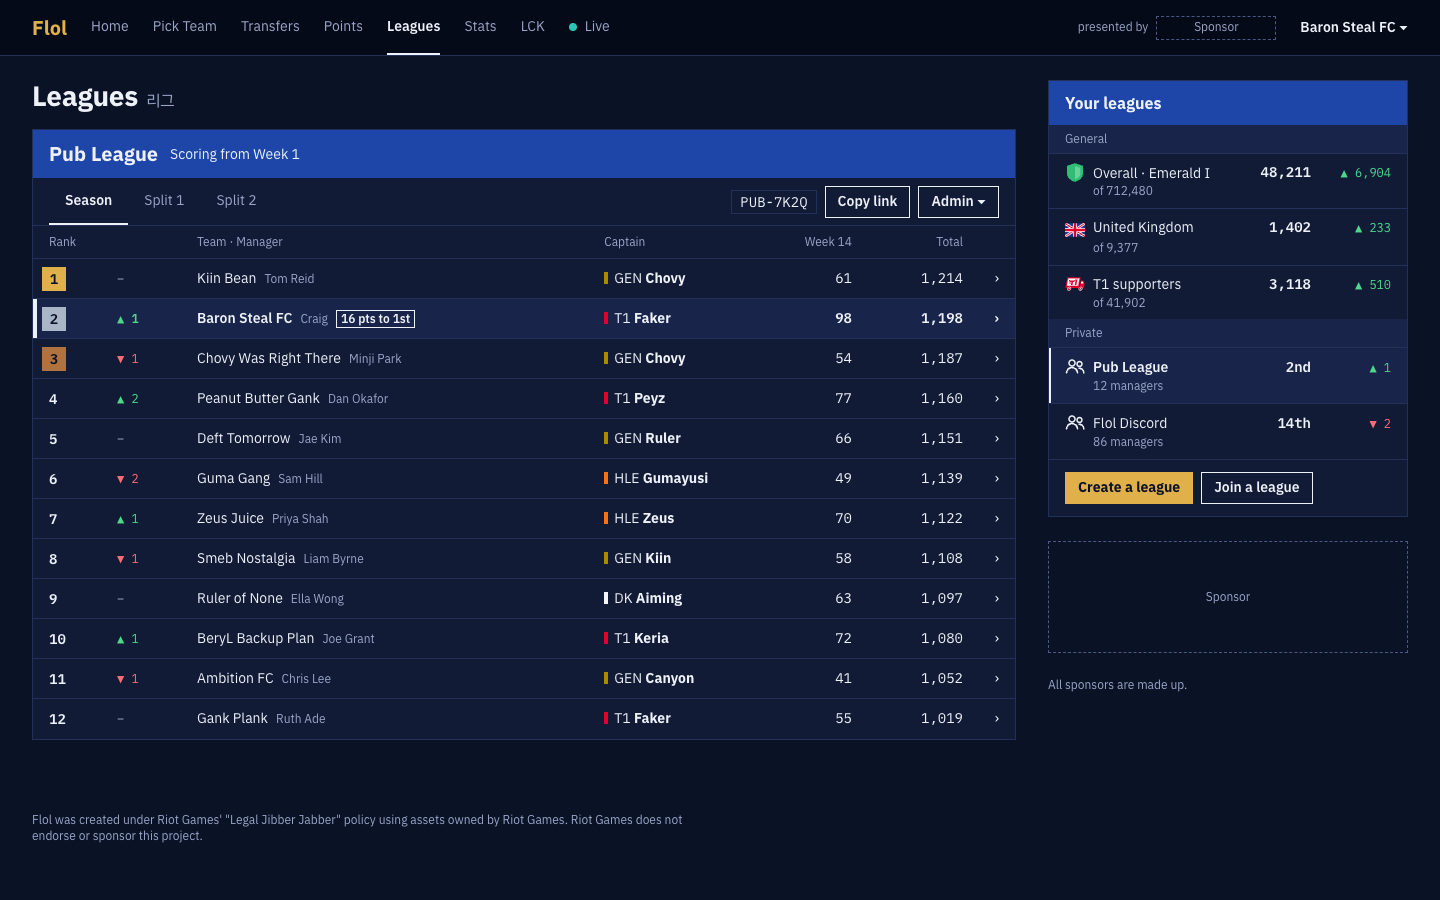 Flol Home Pick Team Transfers Points Leagues Stats LCK Live presented by Sponsor Baron Steal FC
Leagues 리그
Pub League Scoring from Week 1
Season Split 1 Split 2 PUB-7K2Q Copy link Admin
Rank Team · Manager Captain Week 14 Total
1 – Kiin Bean Tom Reid GEN Chovy 61 1,214 ›
2 ▲ 1 Baron Steal FC Craig 16 pts to 1st T1 Faker 98 1,198 ›
3 ▼ 1 Chovy Was Right There Minji Park GEN Chovy 54 1,187 ›
4 ▲ 2 Peanut Butter Gank Dan Okafor T1 Peyz 77 1,160 ›
5 – Deft Tomorrow Jae Kim GEN Ruler 66 1,151 ›
6 ▼ 2 Guma Gang Sam Hill HLE Gumayusi 49 1,139 ›
7 ▲ 1 Zeus Juice Priya Shah HLE Zeus 70 1,122 ›
8 ▼ 1 Smeb Nostalgia Liam Byrne GEN Kiin 58 1,108 ›
9 – Ruler of None Ella Wong DK Aiming 63 1,097 ›
10 ▲ 1 BeryL Backup Plan Joe Grant T1 Keria 72 1,080 ›
11 ▼ 1 Ambition FC Chris Lee GEN Canyon 41 1,052 ›
12 – Gank Plank Ruth Ade T1 Faker 55 1,019 ›
Your leagues
General
Overall · Emerald I 48,211 ▲ 6,904
of 712,480
United Kingdom 1,402 ▲ 233
of 9,377
T1 supporters 3,118 ▲ 510
of 41,902
Private
Pub League 2nd ▲ 1
12 managers
Flol Discord 14th ▼ 2
86 managers
Create a league Join a league
Sponsor
All sponsors are made up.
Flol was created under Riot Games' "Legal Jibber Jabber" policy using assets owned by Riot Games. Riot Games does not
endorse or sponsor this project.